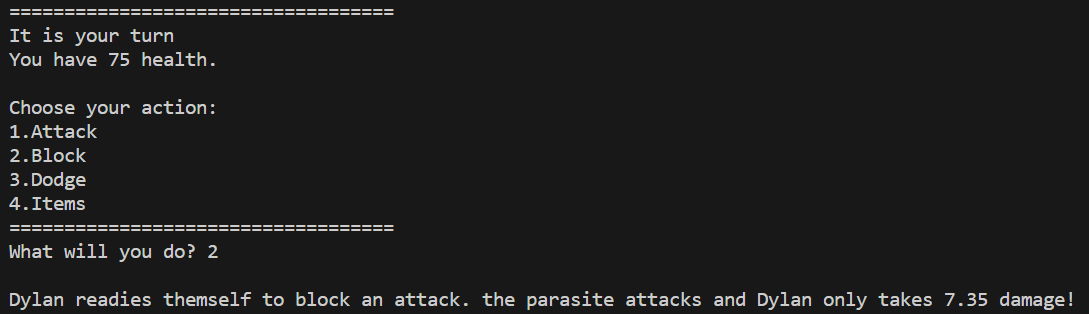 ===================================
It is your turn
You have 75 health.

Choose your action:
1.Attack
2.Block
3.Dodge
4.Items
===================================
What will you do? 2

Dylan readies themself to block an attack. the parasite attacks and Dylan only takes 7.35 damage!